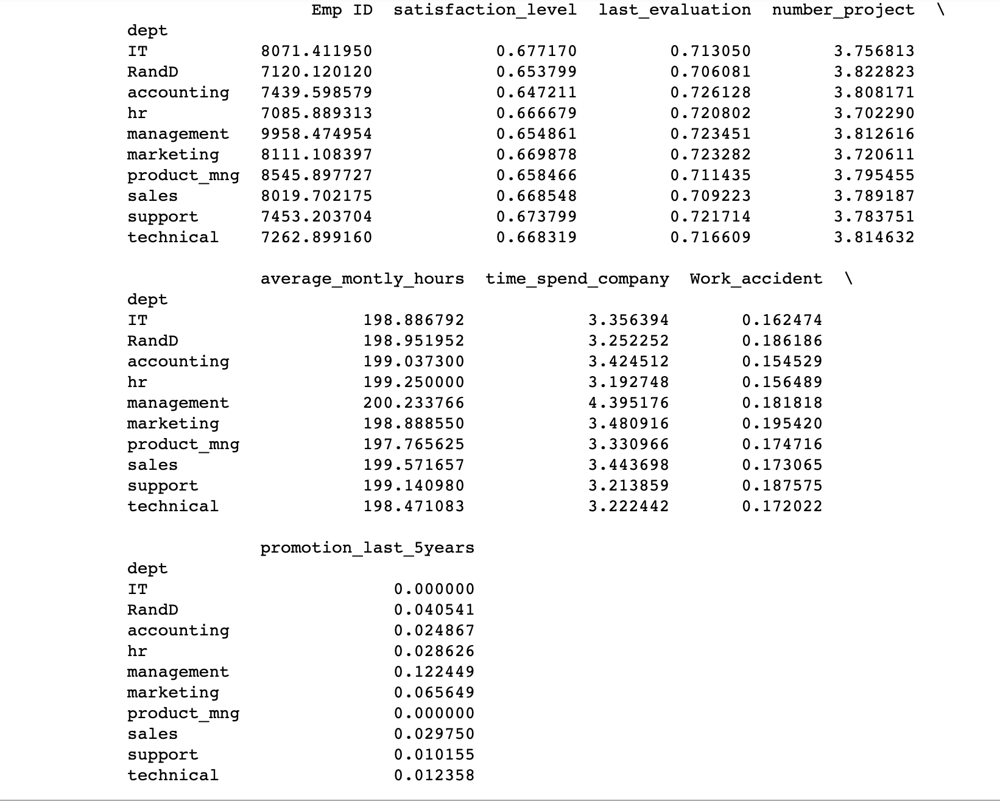 Emp ID satisfaction_level last_evaluation number_project \
dept
IT 8071.411950 0.677170 0.713050 3.756813
RandD 7120.120120 0.653799 0.706081 3.822823
accounting 7439.598579 0.647211 0.726128 3.808171
hr 7085.889313 0.666679 0.720802 3.702290
management 9958.474954 0.654861 0.723451 3.812616
marketing 8111.108397 0.669878 0.723282 3.720611
product_mng 8545.897727 0.658466 0.711435 3.795455
sales 8019.702175 0.668548 0.709223 3.789187
support 7453.203704 0.673799 0.721714 3.783751
technical 7262.899160 0.668319 0.716609 3.814632
average_montly_hours time_spend_company Work_accident \
dept
IT 198.886792 3.356394 0.162474
RandD 198.951952 3.252252 0.186186
accounting 199.037300 3.424512 0.154529
hr 199.250000 3.192748 0.156489
management 200.233766 4.395176 0.181818
marketing 198.888550 3.480916 0.195420
product_mng 197.765625 3.330966 0.174716
sales 199.571657 3.443698 0.173065
support 199.140980 3.213859 0.187575
technical 198.471083 3.222442 0.172022
promotion_last_5years
dept
IT 0.000000
RandD 0.040541
accounting 0.024867
hr 0.028626
management 0.122449
marketing 0.065649
product_mng 0.000000
sales 0.029750
support 0.010155
technical 0.012358